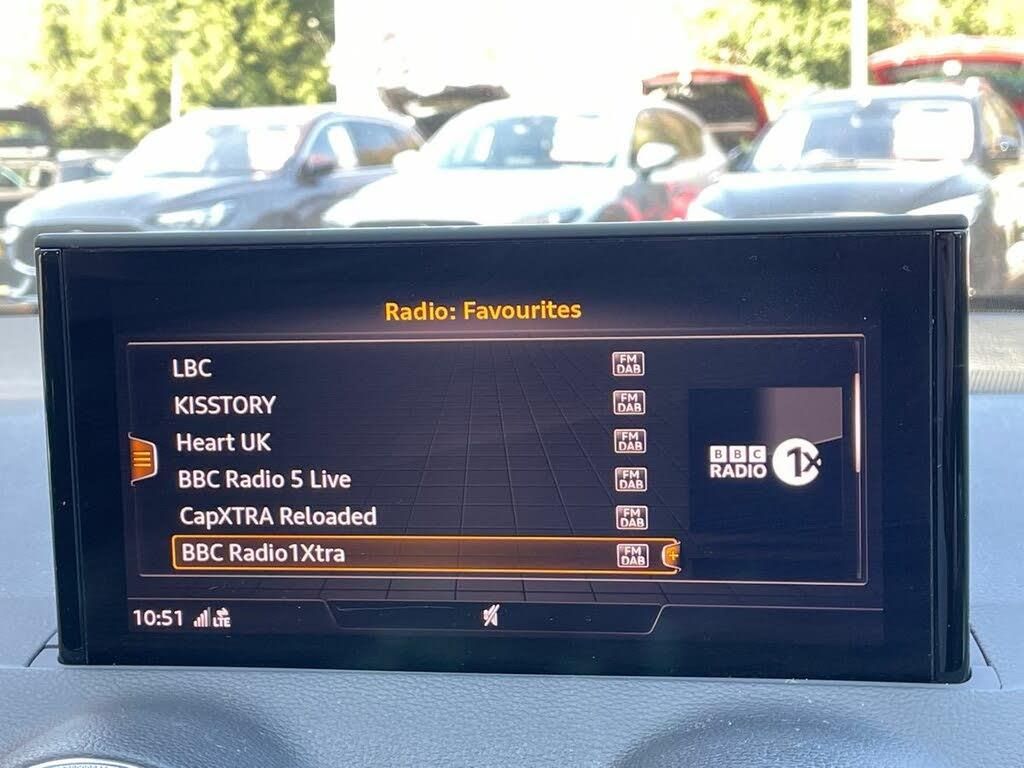 Radio: Favourites
LBC FM DAB
KISSTORY FM DAB
Heart UK FM DAB
BBC Radio 5 Live FM DAB
CapXTRA Reloaded FM DAB
BBC Radio1Xtra FM DAB
BBC RADIO 1X
10:51 LTE